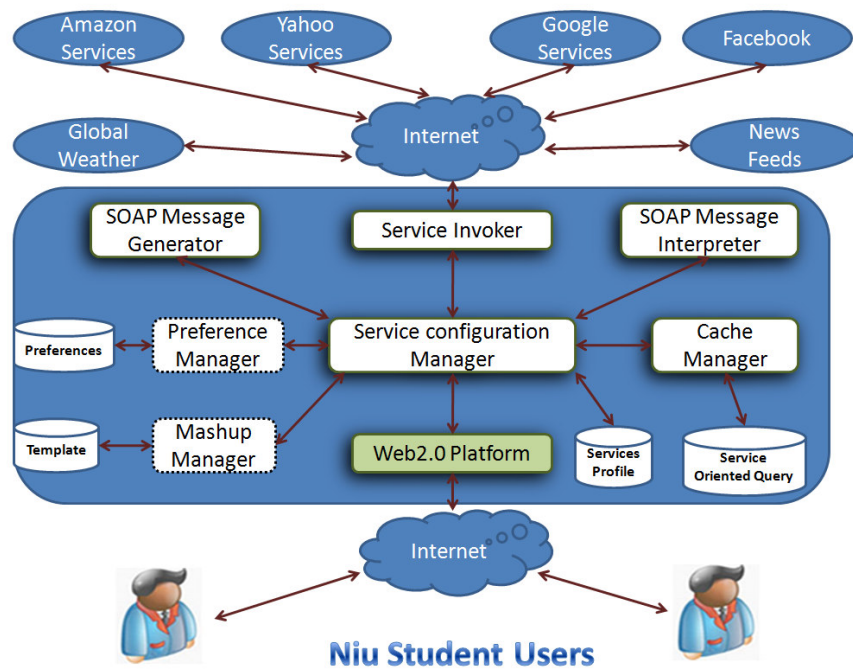 Amazon
Services
Yahoo
Services
Google
Services
Facebook
Internet
Global
Weather
News
Feeds
SOAP Message
Generator
Service Invoker
SOAP Message
Interpreter
Preferences
Preference
Manager
Service configuration
Manager
Cache
Manager
Template
Mashup
Manager
Web2.0 Platform
Services
Profile
Service
Oriented Query
Internet
Niu Student Users